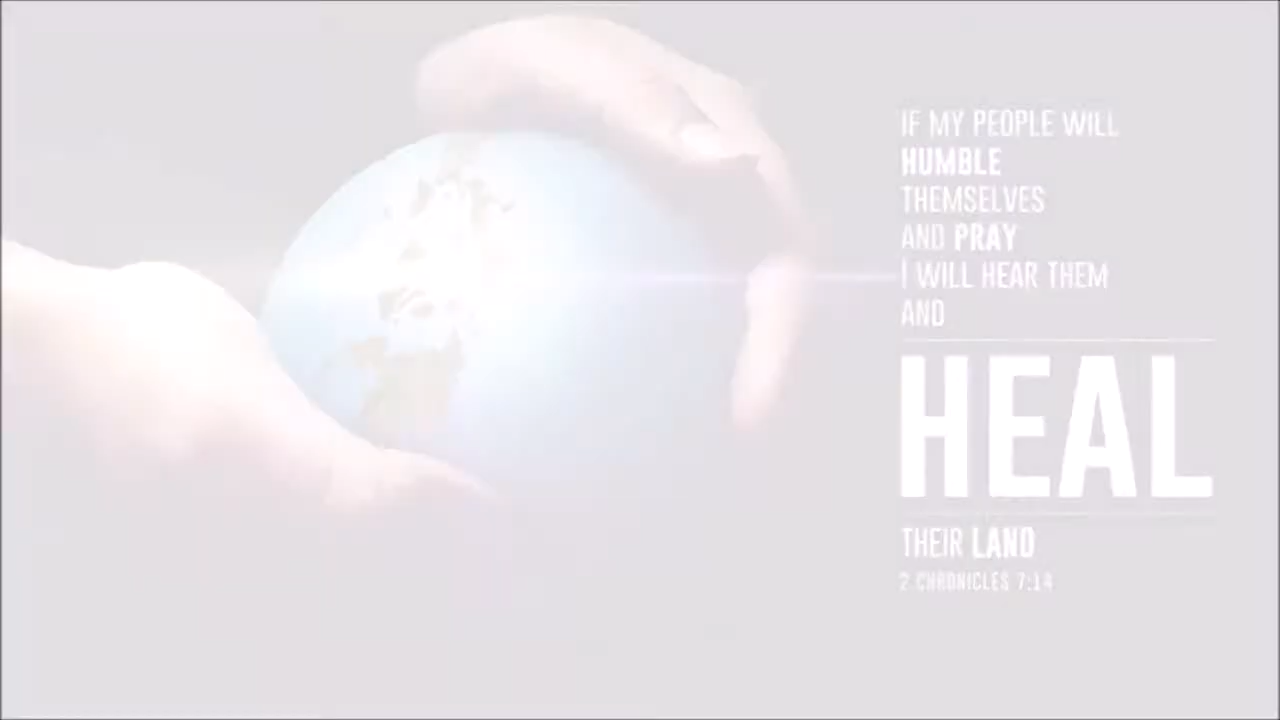 IF MY PEOPLE WILL
HUMBLE
THEMSELVES
AND PRAY
I WILL HEAR THEM
AND
HEAL
THEIR LAND
2 CHRONICLES 7:14